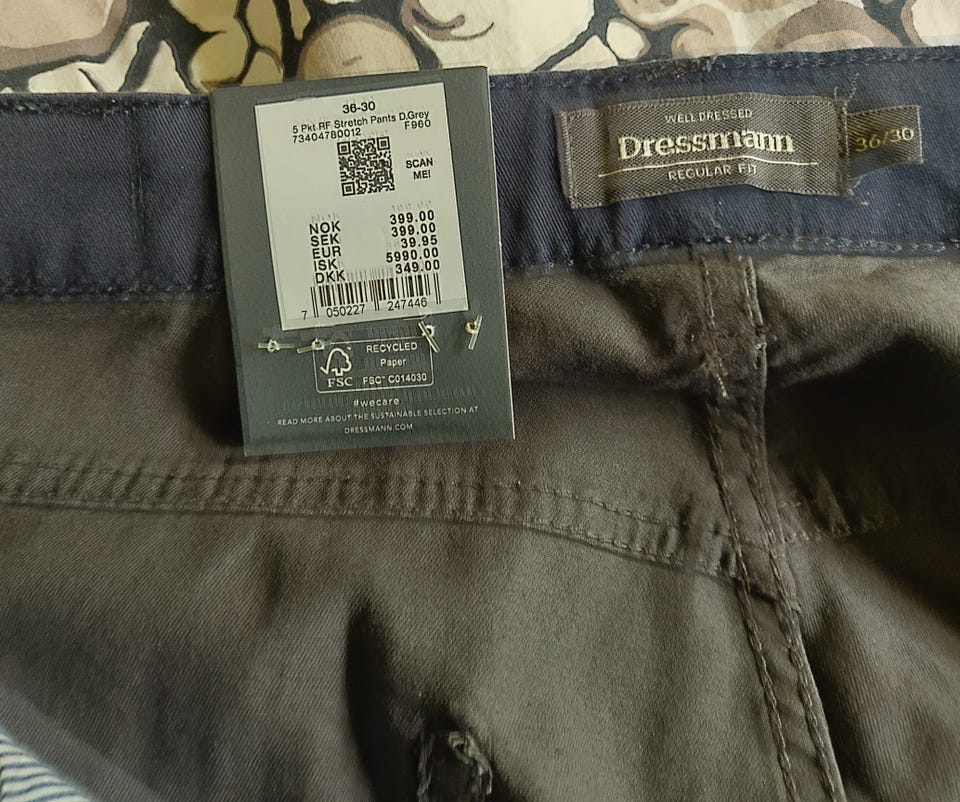 36-30
5 Pkt RF Stretch Pants D.Grey
73404780012 F960
SCAN
ME!
NOK 399.00
SEK 399.00
EUR 39.95
ISK 5990.00
DKK 349.00
7 050227 247446
RECYCLED
Paper
FSC
FSC™ C014030
#wecare
READ MORE ABOUT THE SUSTAINABLE SELECTION AT
DRESSMANN.COM
WELL DRESSED
Dressmann
REGULAR FIT
36/30